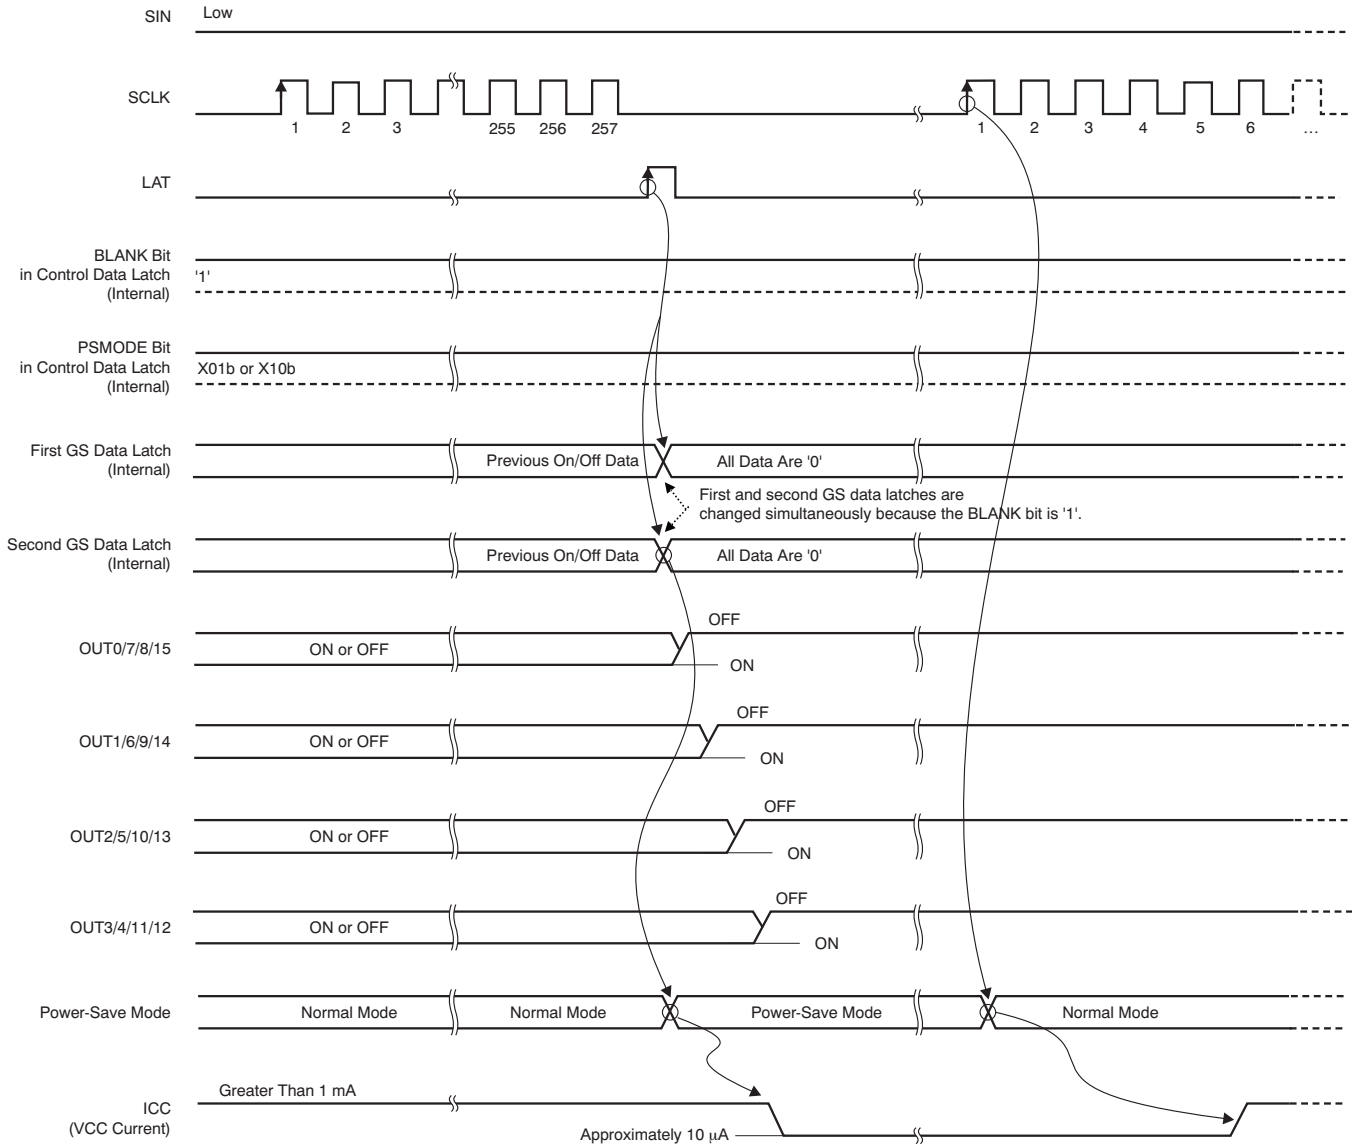 SIN
Low
SCLK
1
2
3
255
256
257
1
2
3
4
5
6
...
LAT
BLANK Bit
in Control Data Latch
(Internal)
'1'
PSMODE Bit
in Control Data Latch
(Internal)
X01b or X10b
First GS Data Latch
(Internal)
Previous On/Off Data
All Data Are '0'
First and second GS data latches are
changed simultaneously because the BLANK bit is '1'.
Second GS Data Latch
(Internal)
Previous On/Off Data
All Data Are '0'
OUT0/7/8/15
ON or OFF
OFF
ON
OUT1/6/9/14
ON or OFF
OFF
ON
OUT2/5/10/13
ON or OFF
OFF
ON
OUT3/4/11/12
ON or OFF
OFF
ON
Power-Save Mode
Normal Mode
Normal Mode
Power-Save Mode
Normal Mode
ICC
(VCC Current)
Greater Than 1 mA
Approximately 10 μA